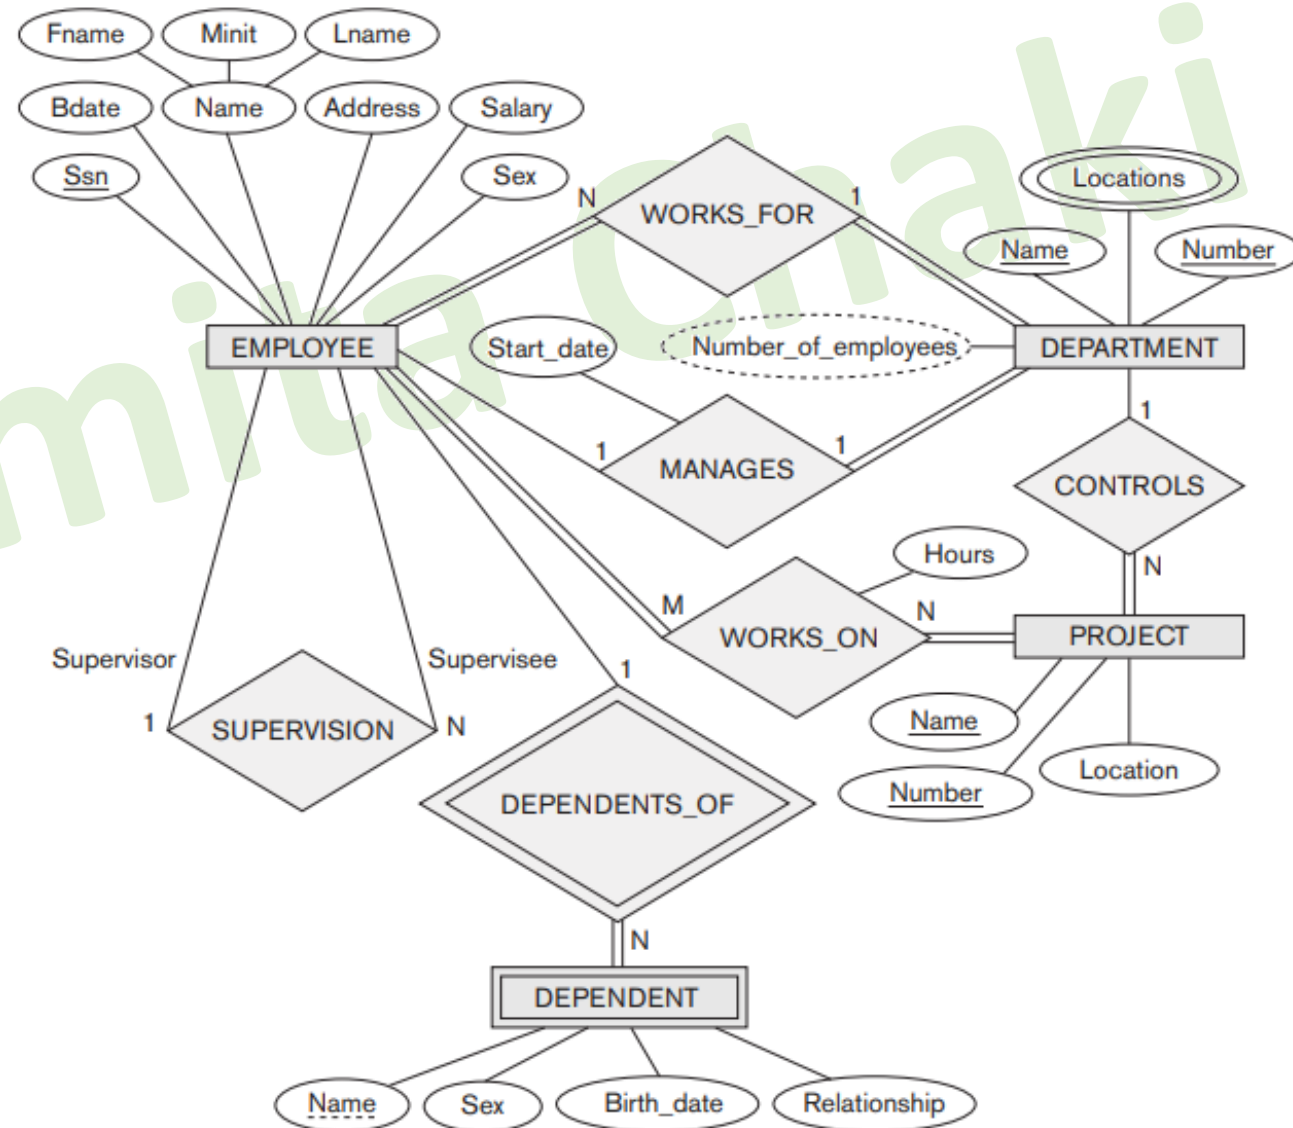 Fname
Minit
Lname
Bdate
Name
Address
Salary
Ssn
Sex
N
WORKS_FOR
1
Locations
Name
Number
EMPLOYEE
Start_date
Number_of_employees
DEPARTMENT
1
MANAGES
1
1
CONTROLS
N
Hours
M
WORKS_ON
N
PROJECT
Supervisor
Supervisee
1
SUPERVISION
N
1
Name
Number
Location
DEPENDENTS_OF
N
DEPENDENT
Name
Sex
Birth_date
Relationship
mita Chaki